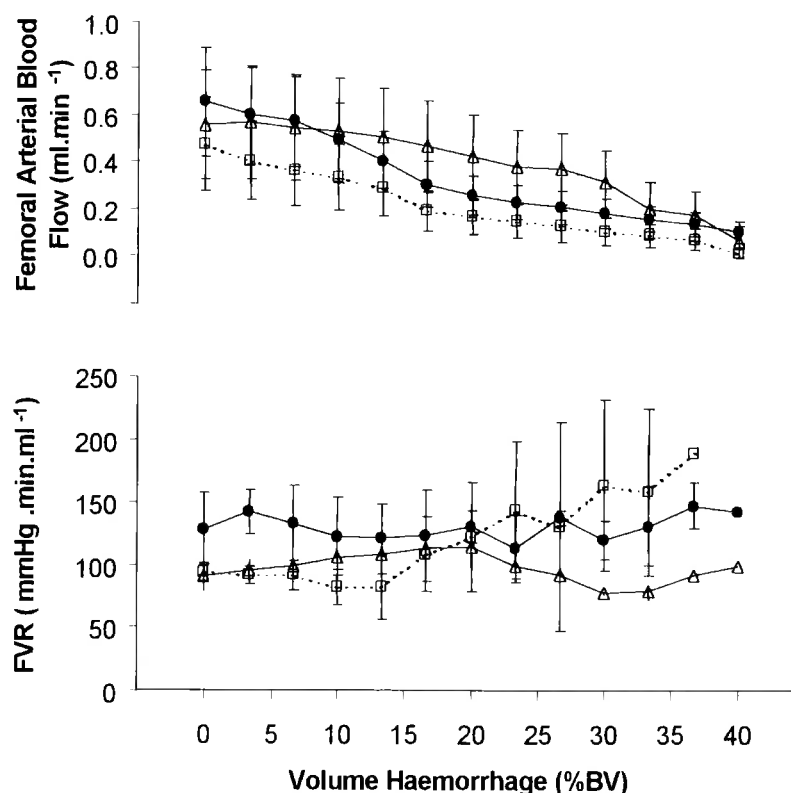 Femoral Arterial Blood
Flow (ml.min ⁻¹)
1.0
0.8
0.6
0.4
0.2
0.0
FVR ( mmHg .min.ml ⁻¹)
250
200
150
100
50
0
0 5 10 15 20 25 30 35 40
Volume Haemorrhage (%BV)